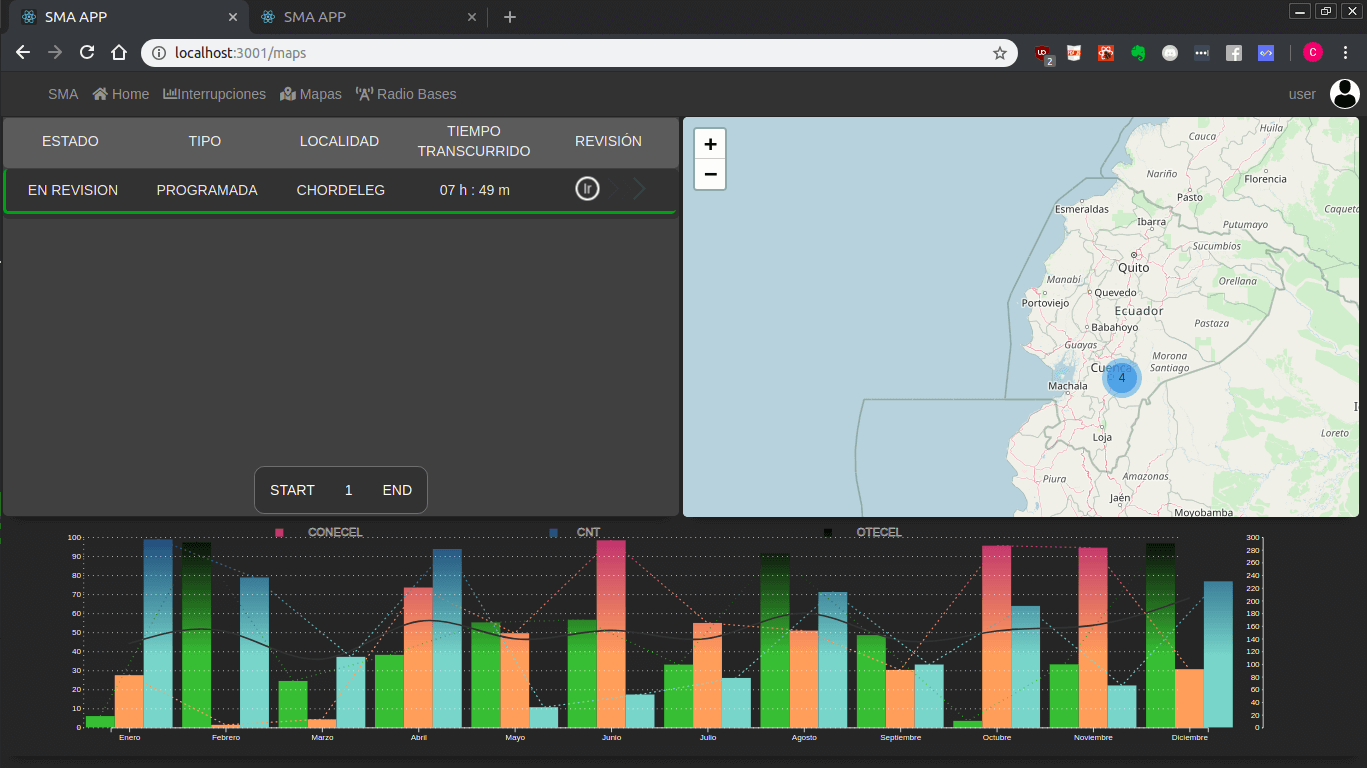 SMA APP
SMA APP
localhost:3001/maps
UD
2
C
SMA Home Interrupciones Mapas Radio Bases user
ESTADO TIPO LOCALIDAD TIEMPO TRANSCURRIDO REVISIÓN
EN REVISION PROGRAMADA CHORDELEG 07 h : 49 m Ir
START 1 END
+
−
Cauca
Huila
Nariño
Florencia
Pasto
Esmeraldas
Caqueta
Ibarra
Putumayo
Sucumbios
Quito
Manabí
Orellana
Quevedo
Portoviejo
Ecuador
Pastaza
Babahoyo
Guayas
Morona
Santiago
Cuenca
4
Machala
Loja
Loreto
Piura
Amazonas
Jaén
Moyobamba
CONECEL CNT OTECEL
100
90
80
70
60
50
40
30
20
10
0
300
280
260
240
220
200
180
160
140
120
100
80
60
40
20
0
Enero Febrero Marzo Abril Mayo Junio Julio Agosto Septiembre Octubre Noviembre Diciembre